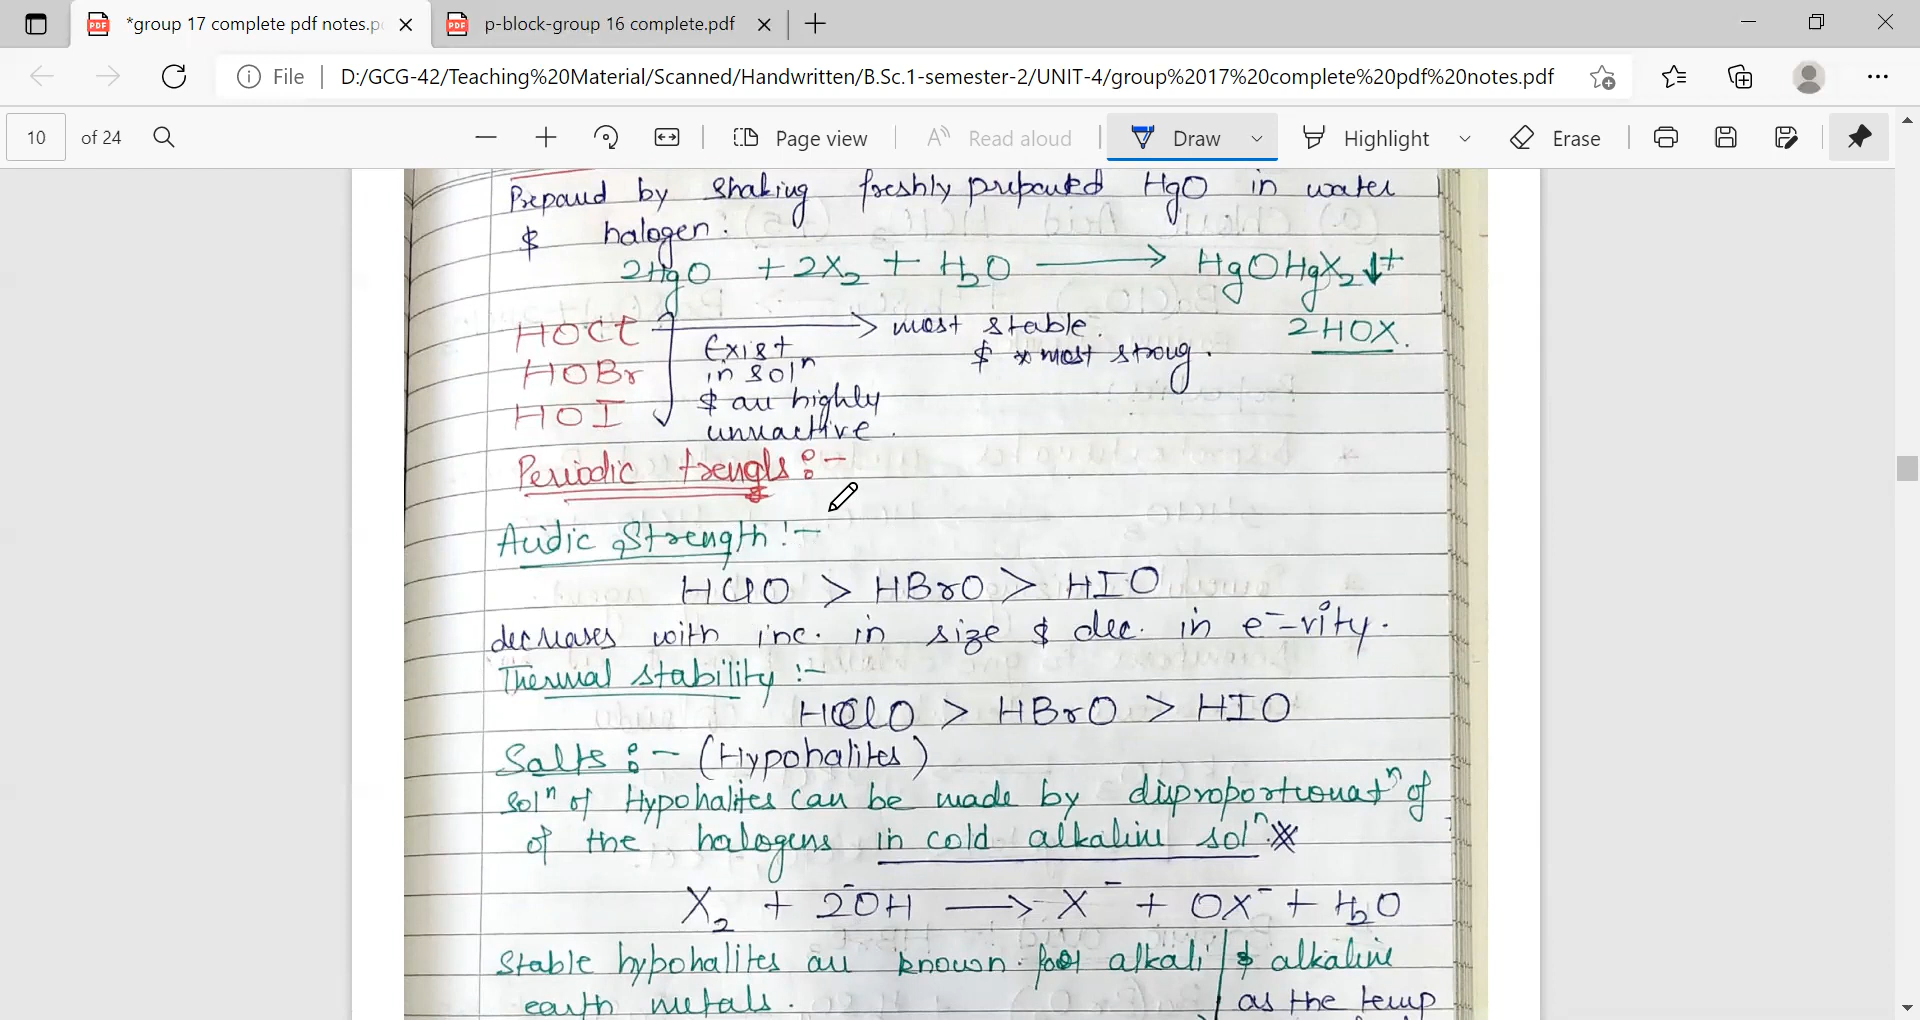 *group 17 complete pdf notes.p
p-block-group 16 complete.pdf
File
D:/GCG-42/Teaching%20Material/Scanned/Handwritten/B.Sc.1-semester-2/UNIT-4/group%2017%20complete%20pdf%20notes.pdf
10 of 24
Page view
Read aloud
Draw
Highlight
Erase
Prepared by shaking freshly prepared HgO in water
$ halogen.
2HgO + 2X2 + H2O → HgOHgX2↓+
2HOX.
HOCl → most stable.
$ * most strong.
HOBr
HOI
Exist
in solⁿ
$ are highly
unreactive.
Periodic trends :-
Acidic Strength :-
HClO > HBrO > HIO
decreases with inc. in size $ dec. in e⁻-vity.
Thermal stability :-
HClO > HBrO > HIO
Salts :- (Hypohalites)
solⁿ of Hypohalites can be made by disproportionatⁿ of
of the halogens in cold alkaline solⁿ.
X2 + 2⁻OH → X⁻ + OX⁻ + H2O
Stable hypohalites are known for alkali $ alkaline
earth metals. as the temp